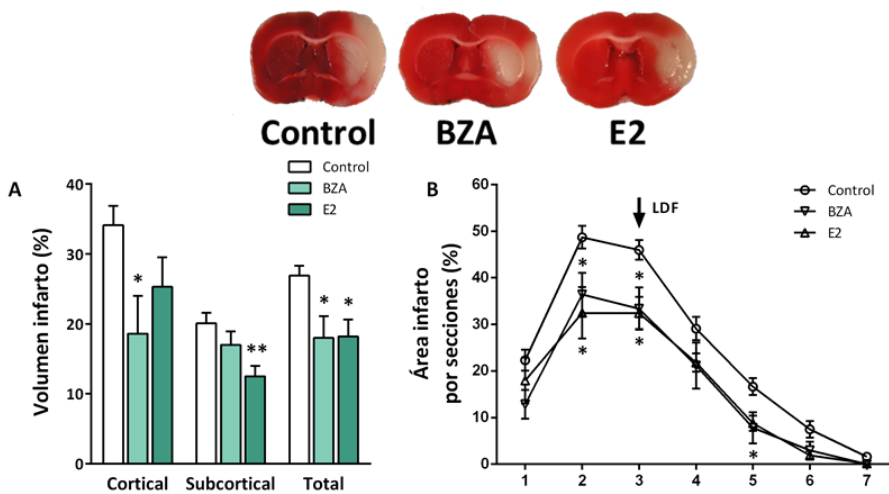 Control BZA E2
A
Control
BZA
E2
Volumen infarto (%)
40
30
20
10
0
*
**
* *
Cortical Subcortical Total
B
LDF
Control
BZA
E2
Área infarto
por secciones (%)
60
50
40
30
20
10
0
* *
* *
*
1 2 3 4 5 6 7